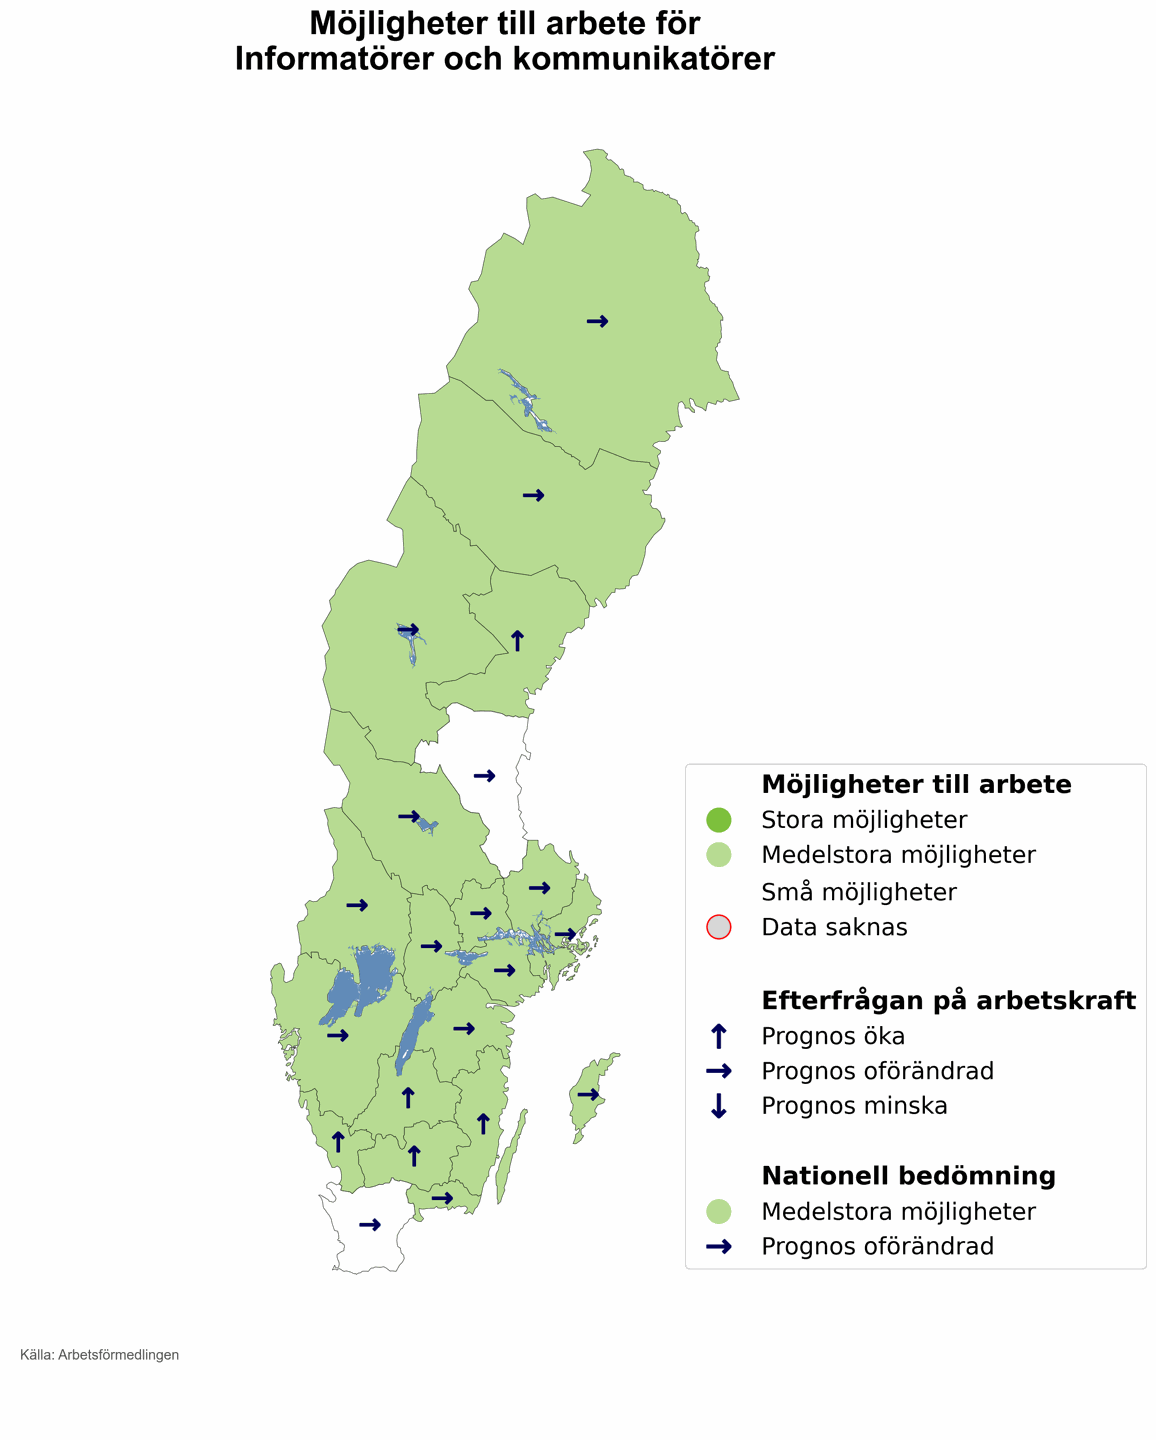 Möjligheter till arbete för
Informatörer och kommunikatörer
Möjligheter till arbete
Stora möjligheter
Medelstora möjligheter
Små möjligheter
Data saknas
Efterfrågan på arbetskraft
Prognos öka
Prognos oförändrad
Prognos minska
Nationell bedömning
Medelstora möjligheter
Prognos oförändrad
Källa: Arbetsförmedlingen